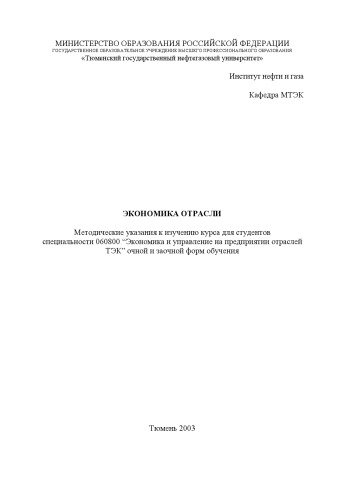 МИНИСТЕРСТВО ОБРАЗОВАНИЯ РОССИЙСКОЙ ФЕДЕРАЦИИ
ГОСУДАРСТВЕННОЕ ОБРАЗОВАТЕЛЬНОЕ УЧРЕЖДЕНИЕ ВЫСШЕГО ПРОФЕССИОНАЛЬНОГО ОБРАЗОВАНИЯ
«Тюменский государственный нефтегазовый университет»
Институт нефти и газа
Кафедра МТЭК
ЭКОНОМИКА ОТРАСЛИ
Методические указания к изучению курса для студентов
специальности 060800 “Экономика и управление на предприятии отраслей
ТЭК” очной и заочной форм обучения
Тюмень 2003